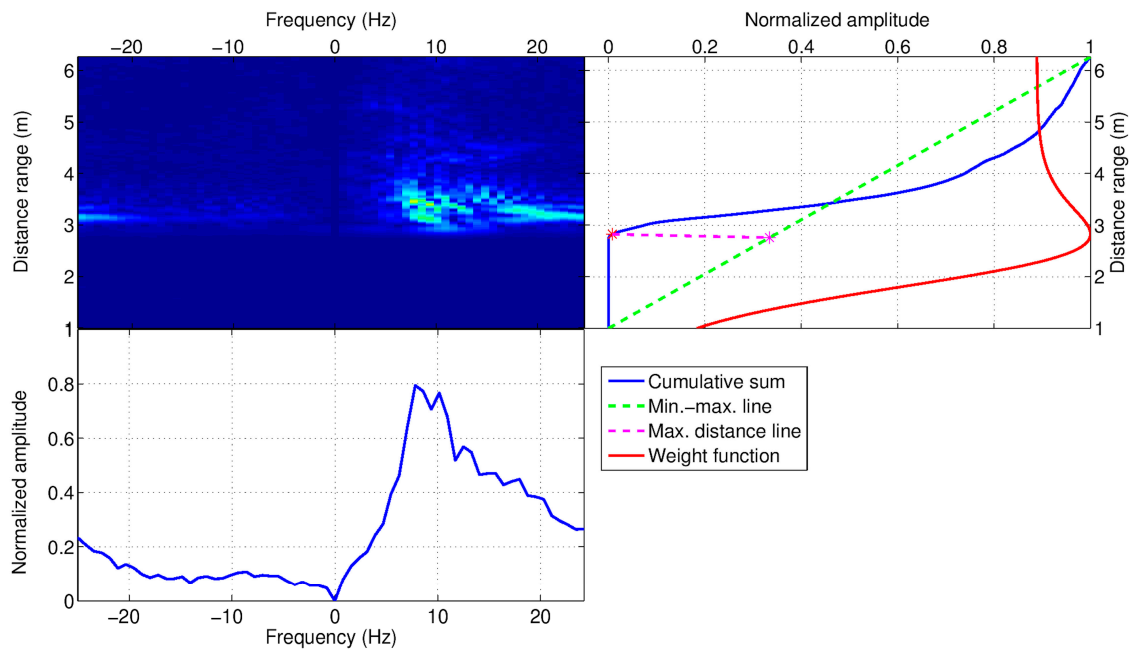 Frequency (Hz)
−20 −10 0 10 20
Distance range (m)
6
5
4
3
2
1
Normalized amplitude
0 0.2 0.4 0.6 0.8 1
6
5
4
3
2
1
Distance range (m)
Normalized amplitude
0.8
0.6
0.4
0.2
0
−20 −10 0 10 20
Frequency (Hz)
Cumulative sum
Min.−max. line
Max. distance line
Weight function